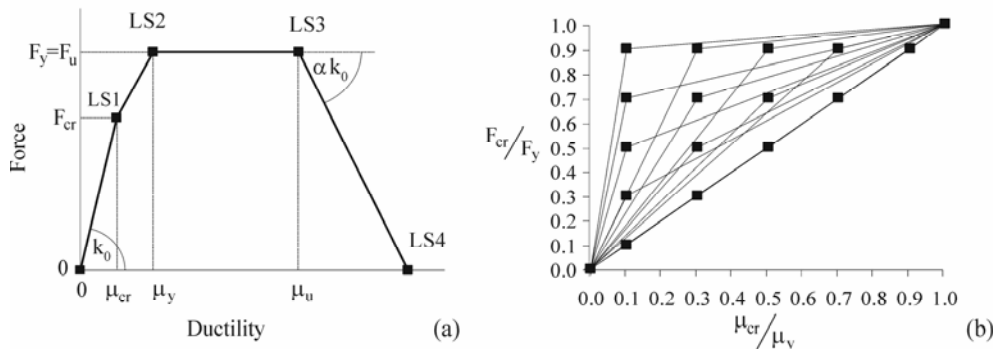 LS2
LS3
Fy=Fu
αk0
LS1
Fcr
Force
k0
LS4
0
0
μcr
μy
μu
Ductility
(a)
1.0
0.9
0.8
0.7
0.6
0.5
0.4
0.3
0.2
0.1
0.0
Fcr/Fy
0.0 0.1 0.2 0.3 0.4 0.5 0.6 0.7 0.8 0.9 1.0
μcr/μy
(b)